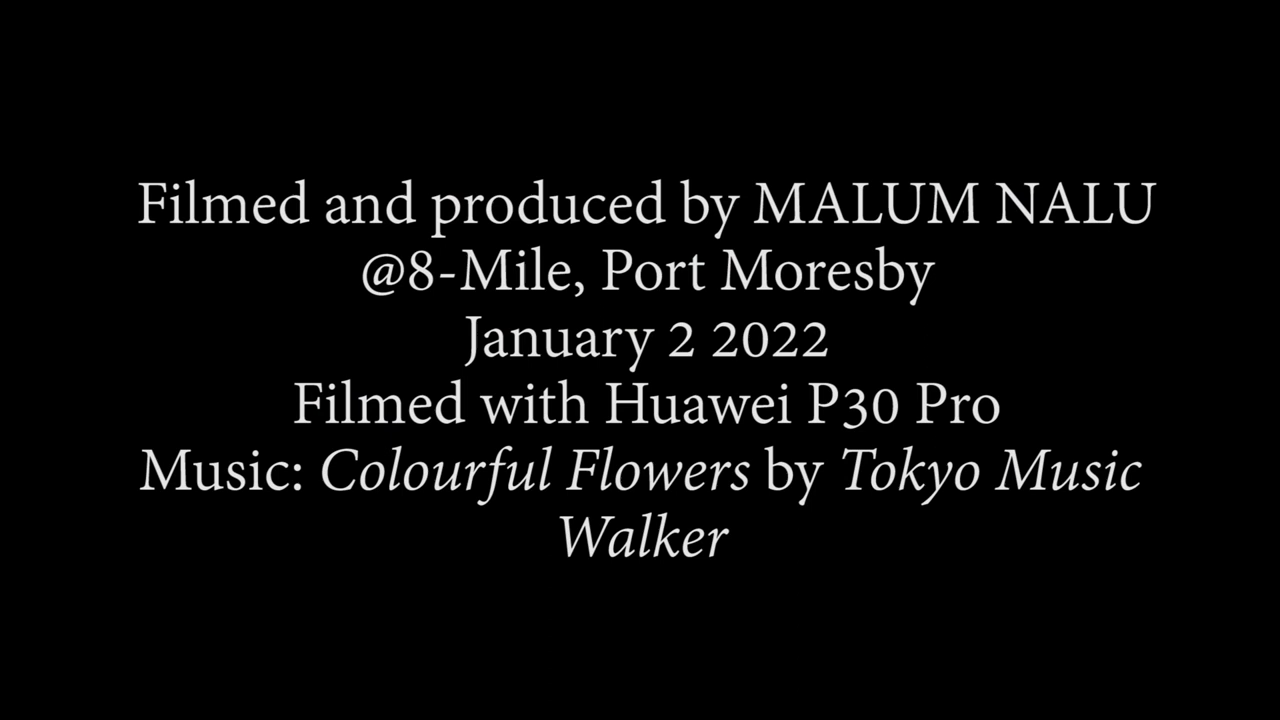 Filmed and produced by MALUM NALU
@8-Mile, Port Moresby
January 2 2022
Filmed with Huawei P30 Pro
Music: Colourful Flowers by Tokyo Music
Walker